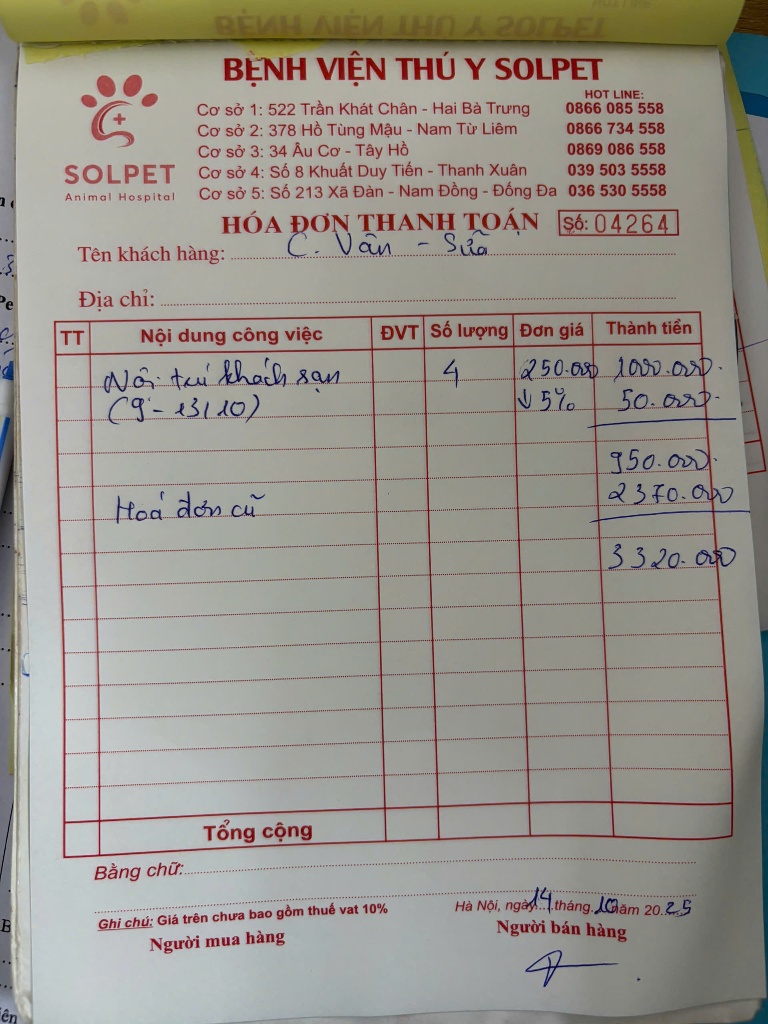 BỆNH VIỆN THÚ Y SOLPET
HOT LINE:
Cơ sở 1: 522 Trần Khát Chân - Hai Bà Trưng 0866 085 558
Cơ sở 2: 378 Hồ Tùng Mậu - Nam Từ Liêm 0866 734 558
Cơ sở 3: 34 Âu Cơ - Tây Hồ 0869 086 558
Cơ sở 4: Số 8 Khuất Duy Tiến - Thanh Xuân 039 503 5558
Cơ sở 5: Số 213 Xã Đàn - Nam Đồng - Đống Đa 036 530 5558
SOLPET
Animal Hospital
HÓA ĐƠN THANH TOÁN Số: 04264
Tên khách hàng: C. Vân - Sữa
Địa chỉ:
TT Nội dung công việc ĐVT Số lượng Đơn giá Thành tiền
Nội trú khách sạn 4 250.000 1000.000
(9 - 13/10) ↓ 5% 50.000
950.000
Hoá đơn cũ 2370.000
3320.000
Tổng cộng
Bằng chữ:
Ghi chú: Giá trên chưa bao gồm thuế vat 10%
Hà Nội, ngày 14 tháng 10 năm 20 25
Người mua hàng Người bán hàng